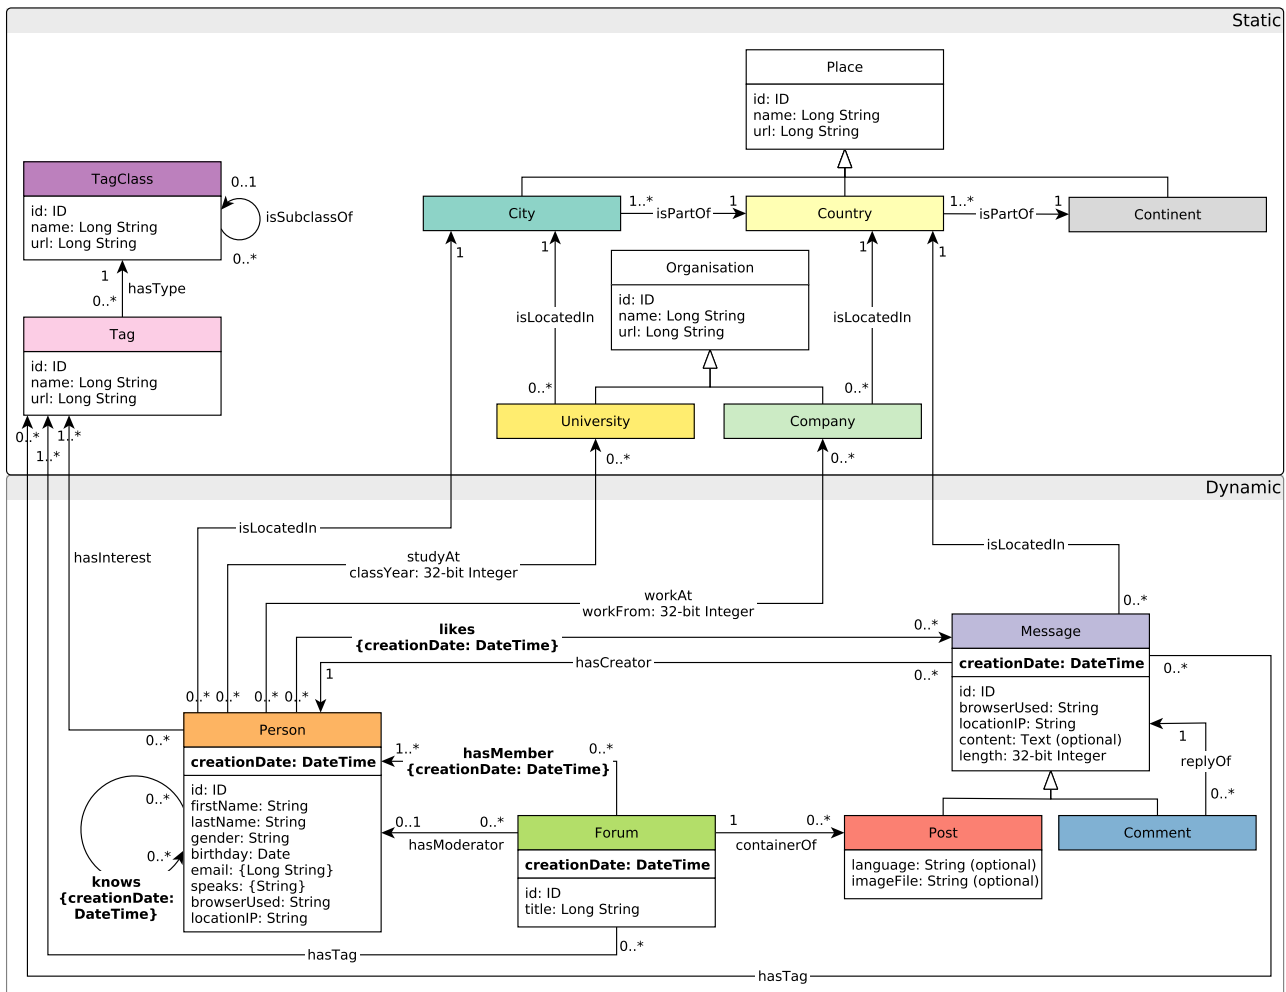 Static
Place
id: ID
name: Long String
url: Long String
TagClass
id: ID
name: Long String
url: Long String
0..1
isSubclassOf
0..*
City
1..*
isPartOf
1
Country
1..*
isPartOf
1
Continent
1
1
1
1
Organisation
id: ID
name: Long String
url: Long String
1
hasType
0..*
isLocatedIn
isLocatedIn
Tag
id: ID
name: Long String
url: Long String
0..*
0..*
University
Company
0..*
1..*
1..*
0..*
0..*
Dynamic
isLocatedIn
hasInterest
studyAt
classYear: 32-bit Integer
isLocatedIn
workAt
workFrom: 32-bit Integer
0..*
likes
{creationDate: DateTime}
0..*
Message
hasCreator
creationDate: DateTime
0..*
0..*
1
id: ID
browserUsed: String
locationIP: String
content: Text (optional)
length: 32-bit Integer
0..*
0..*
0..*
0..*
Person
0..*
creationDate: DateTime
1..*
hasMember
{creationDate: DateTime}
0..*
1
replyOf
0..*
id: ID
firstName: String
lastName: String
gender: String
birthday: Date
email: {Long String}
speaks: {String}
browserUsed: String
locationIP: String
0..*
0..*
knows
{creationDate:
DateTime}
0..1
0..*
hasModerator
Forum
creationDate: DateTime
id: ID
title: Long String
1
0..*
containerOf
Post
language: String (optional)
imageFile: String (optional)
Comment
0..*
hasTag
hasTag